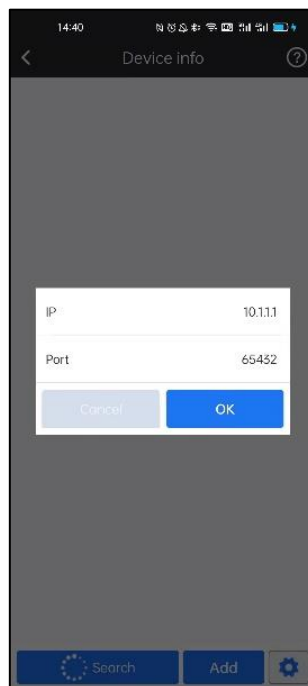 14:40
Device info
IP 10.1.1.1
Port 65432
Cancel OK
Search Add